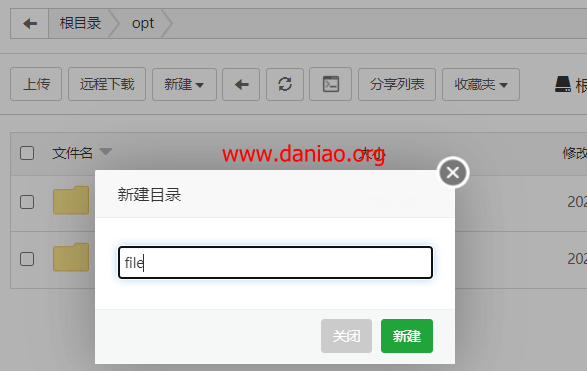 根目录 opt
上传 远程下载 新建 分享列表 收藏夹
文件名 大小 修改
www.daniao.org
新建目录
202
file
202
关闭 新建